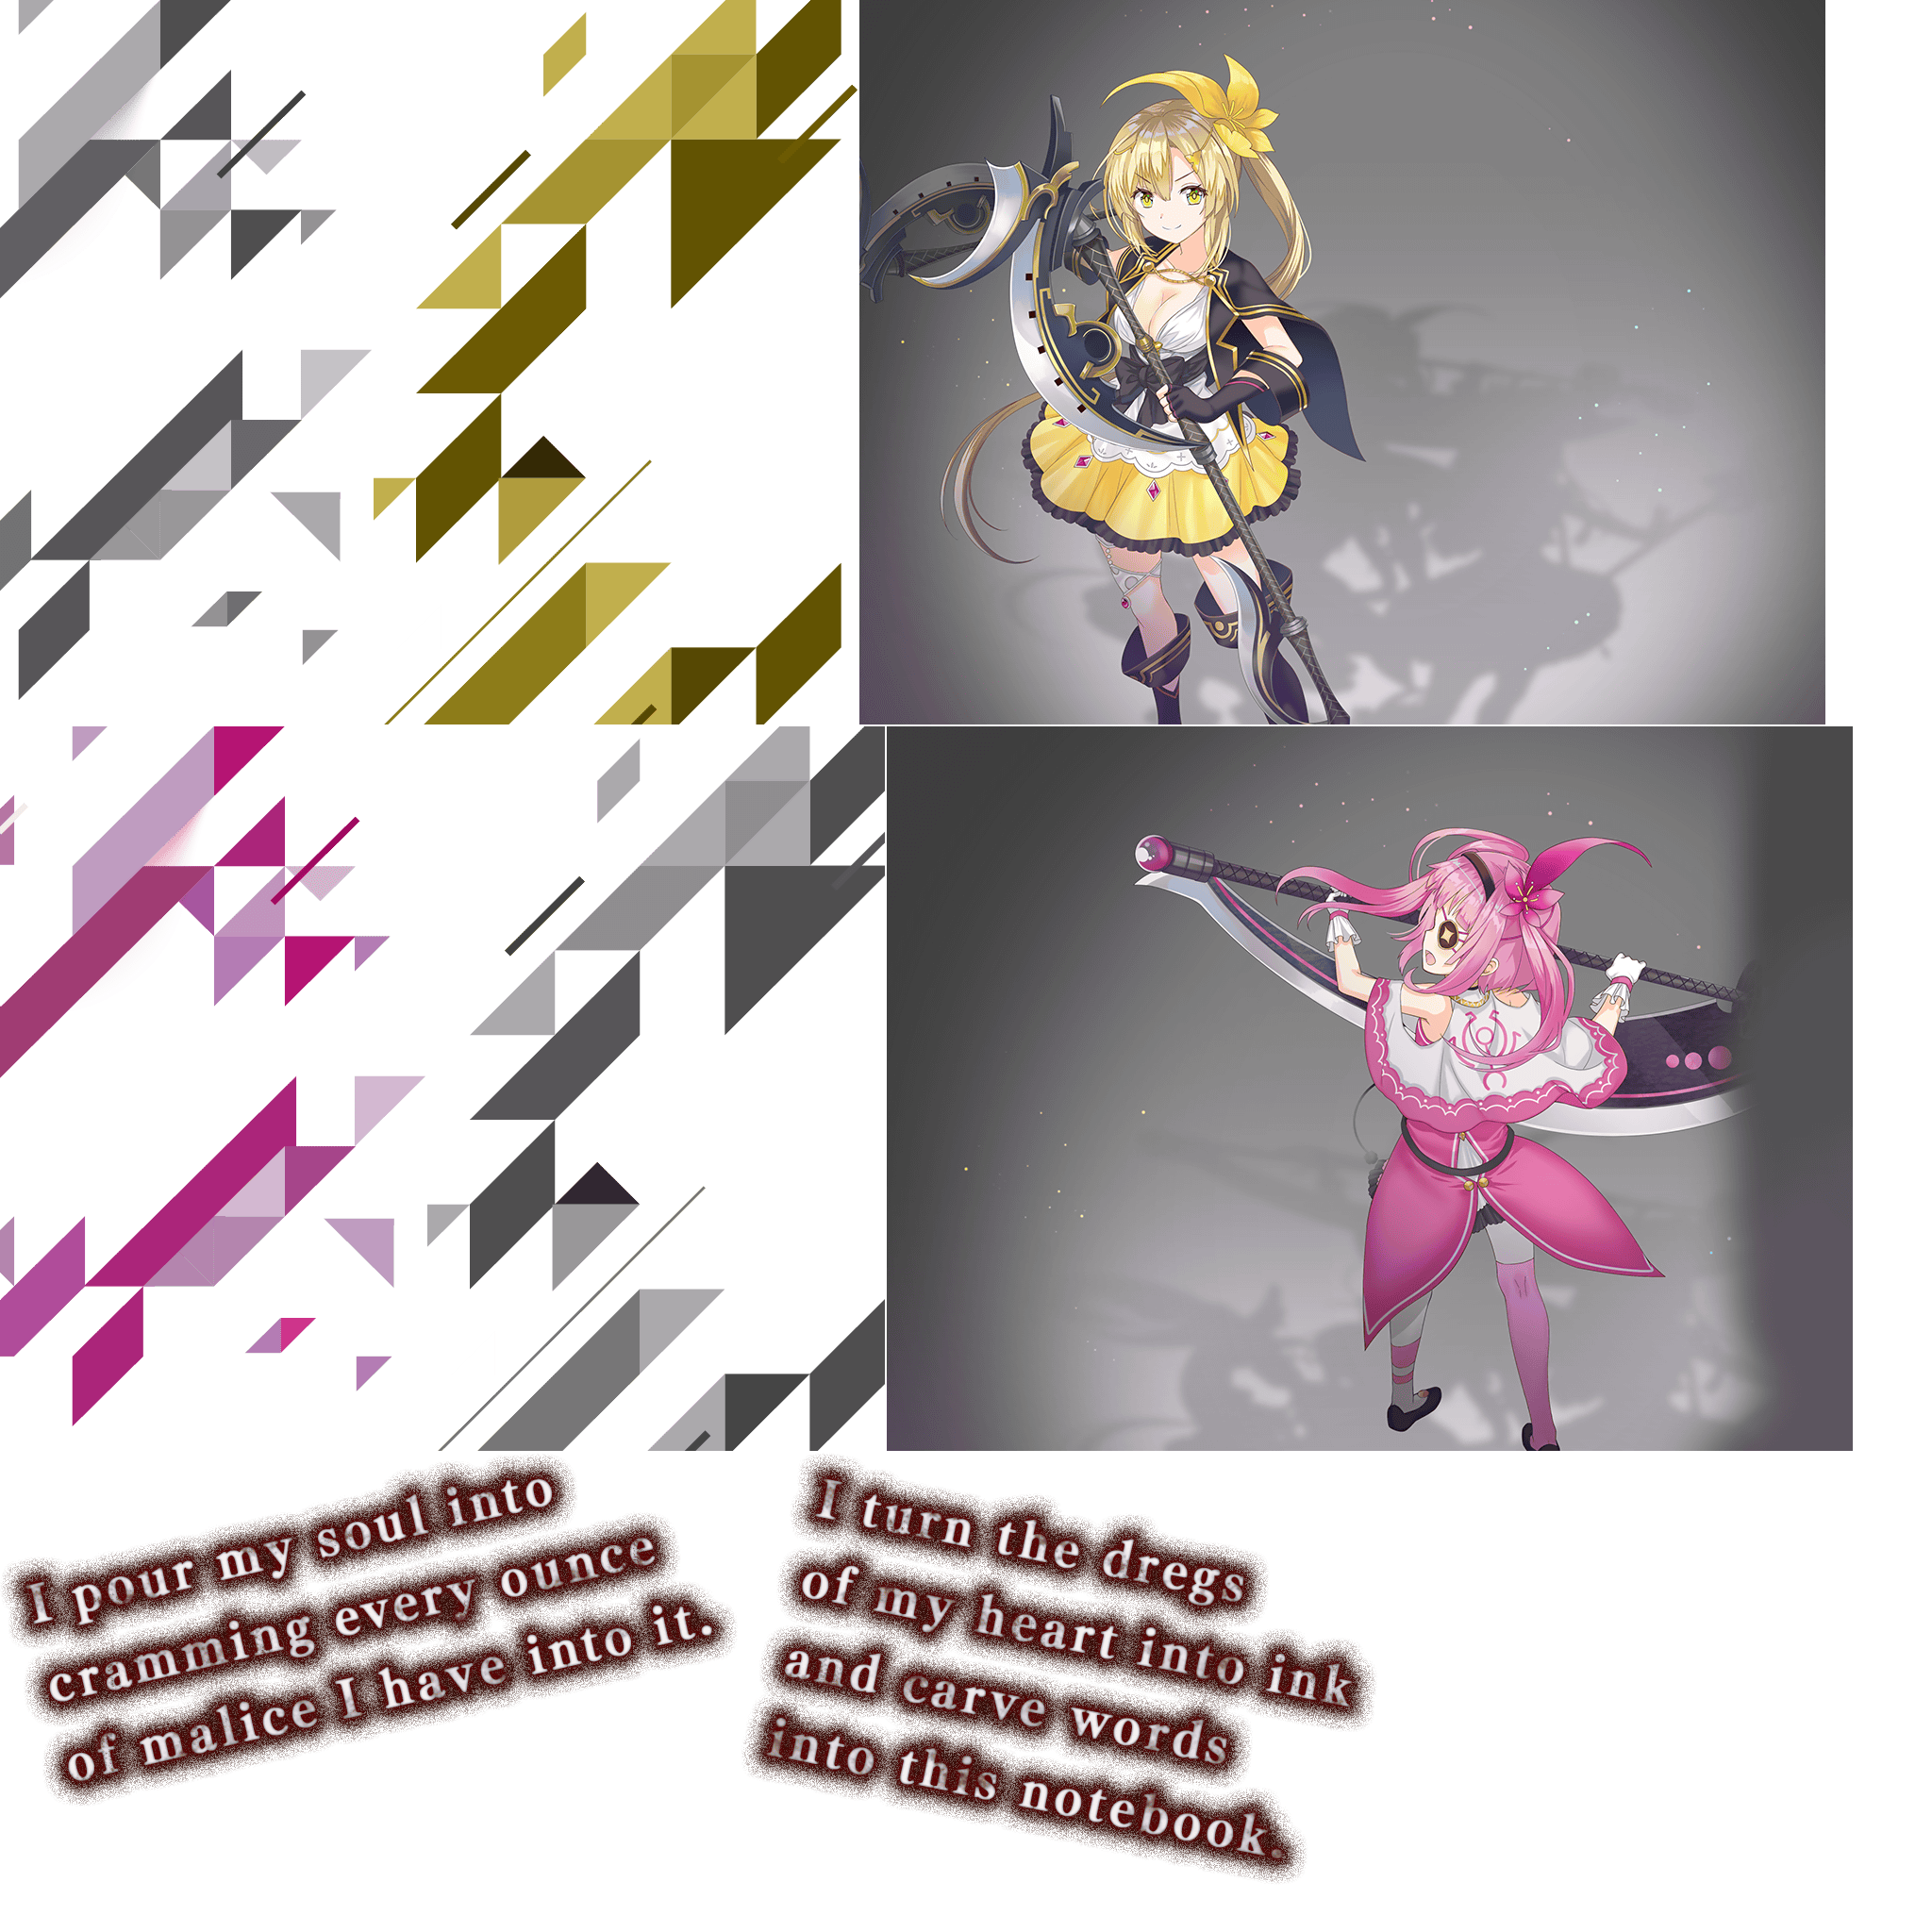 I pour my soul into
cramming every ounce
of malice I have into it.
I turn the dregs
of my heart into ink
and carve words
into this notebook.